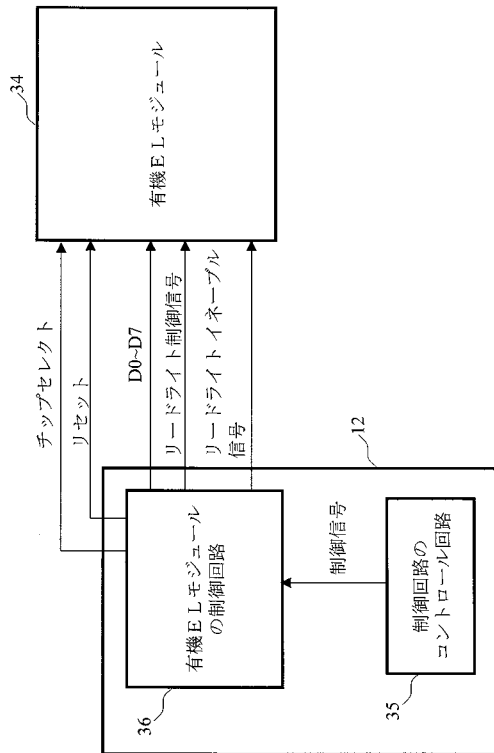 34
有機ELモジュール
チップセレクト
リセット
D0~D7
リードライト制御信号
リードライトイネーブル
信号
12
有機ELモジュール
の制御回路
36
制御信号
制御回路の
コントロール回路
35